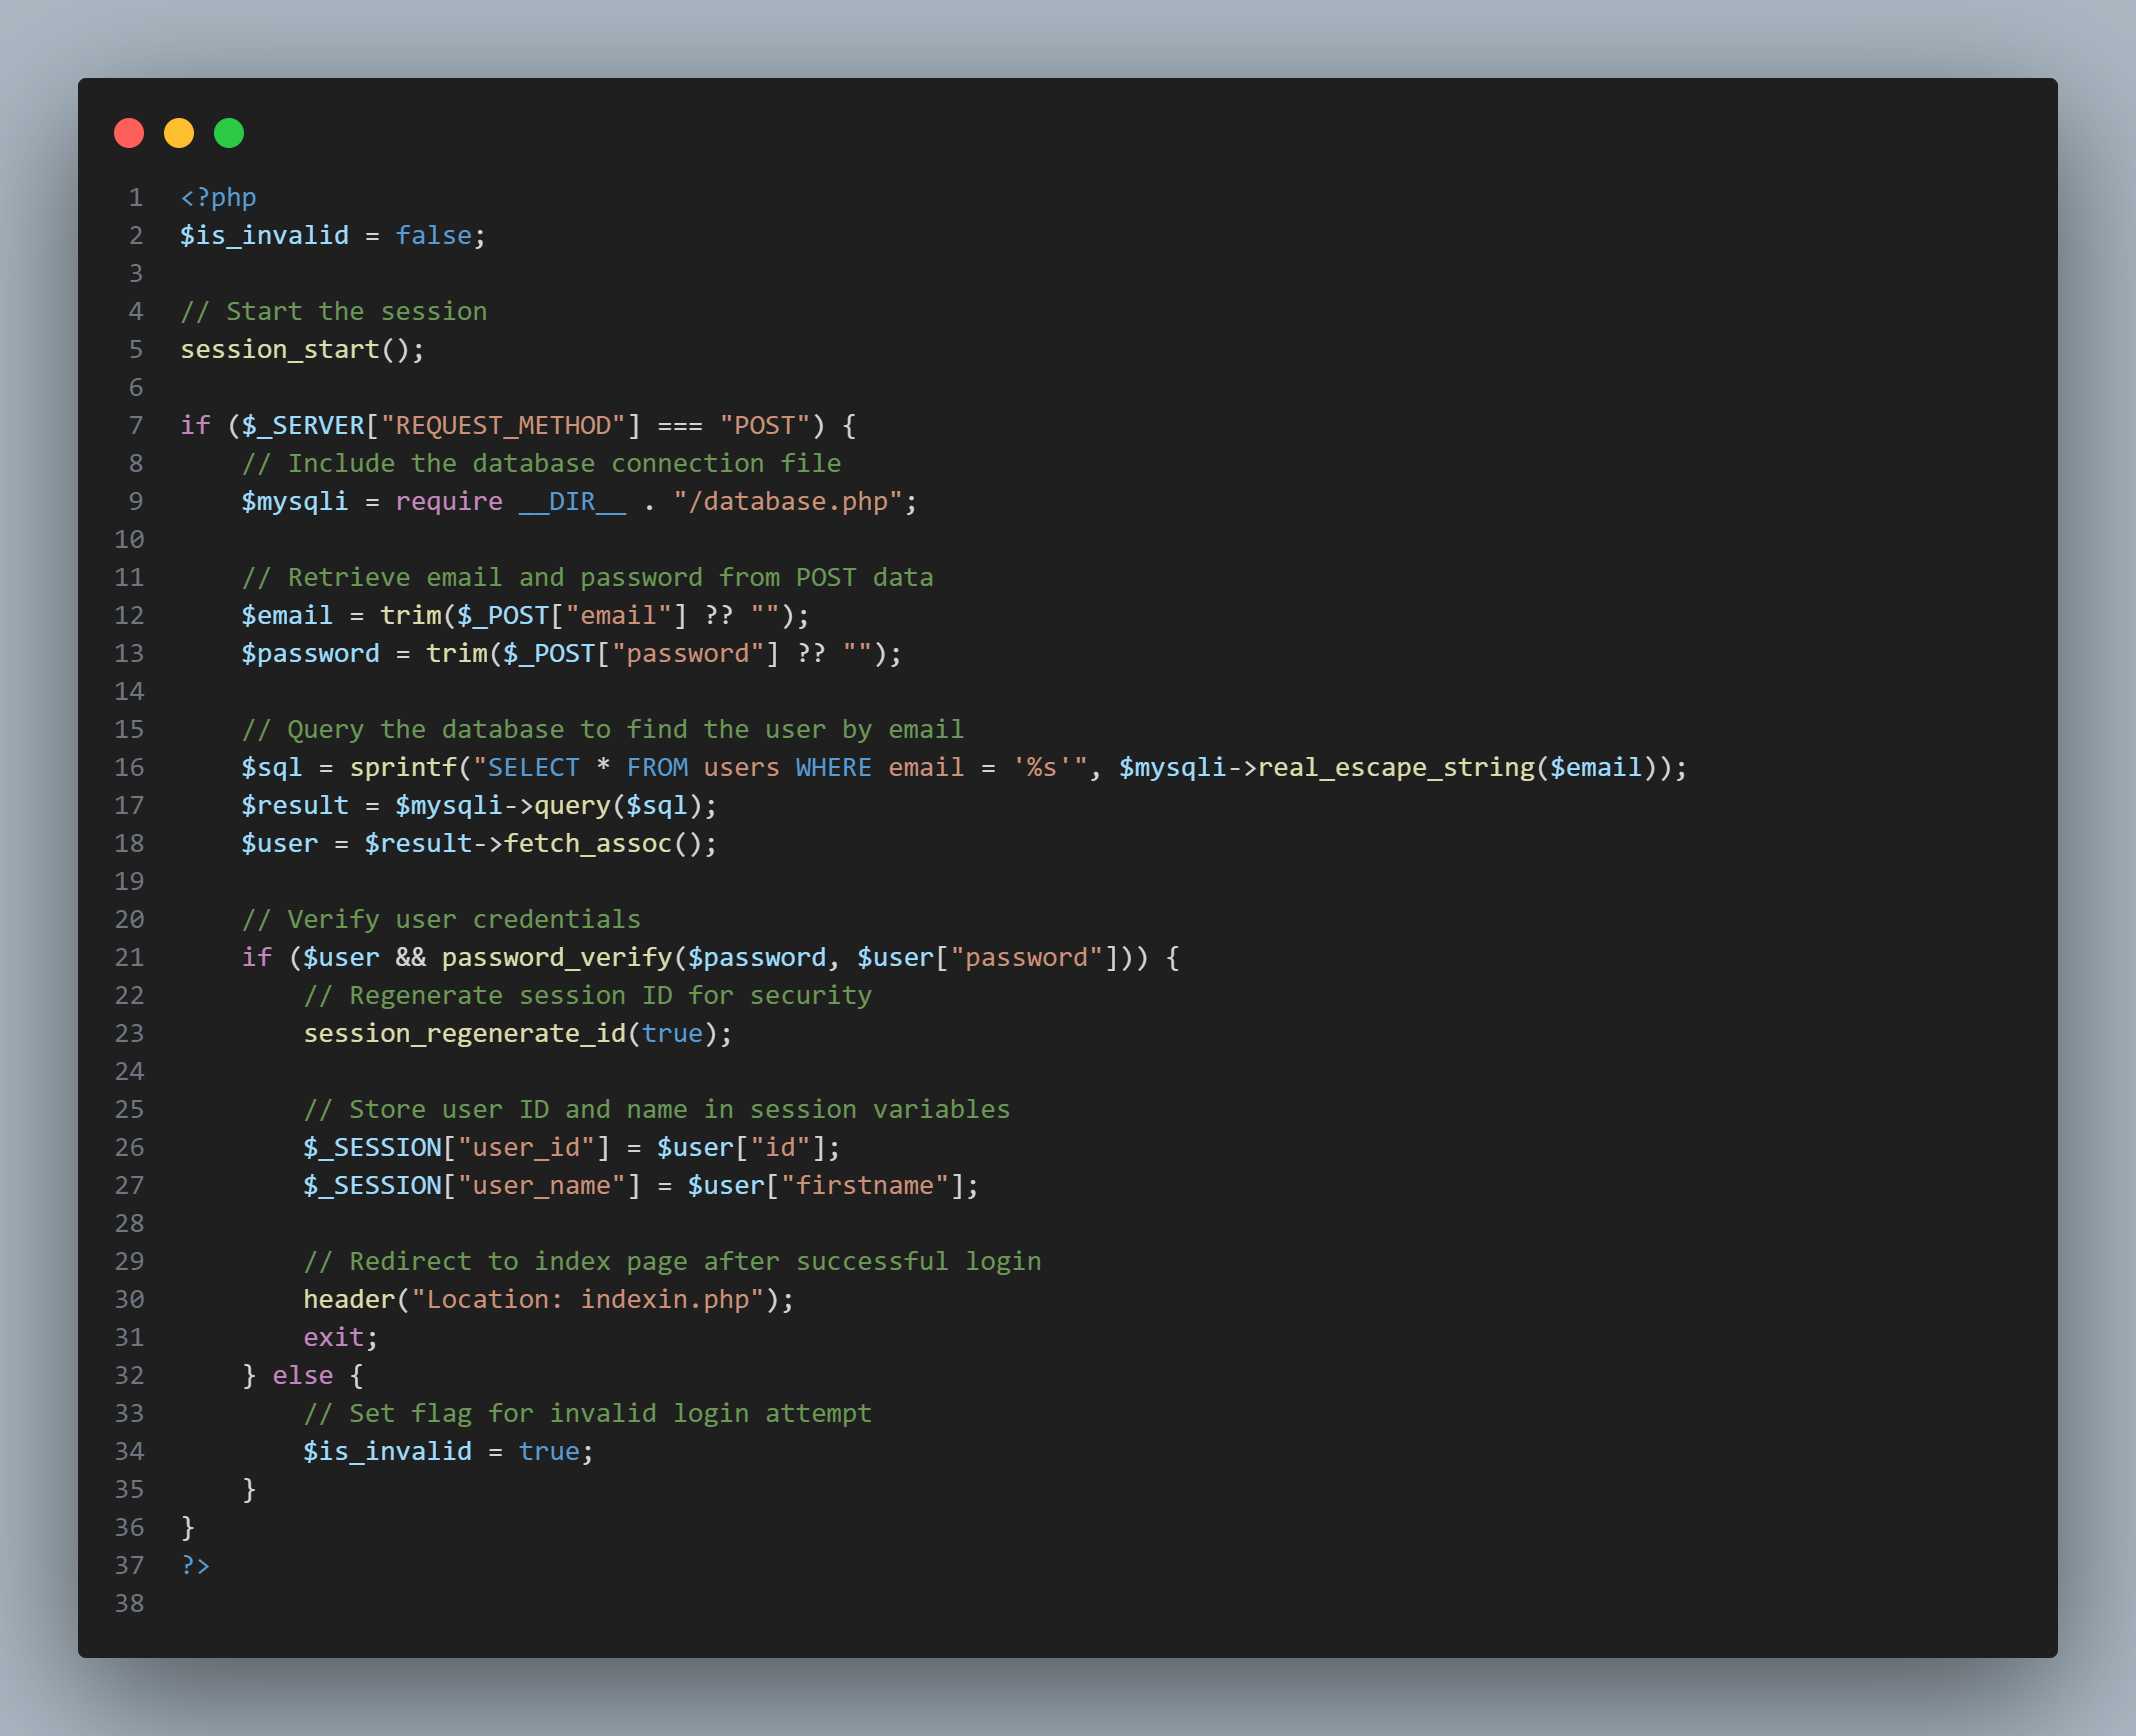 1 <?php
2 $is_invalid = false;
3
4 // Start the session
5 session_start();
6
7 if ($_SERVER["REQUEST_METHOD"] === "POST") {
8     // Include the database connection file
9     $mysqli = require __DIR__ . "/database.php";
10
11     // Retrieve email and password from POST data
12     $email = trim($_POST["email"] ?? "");
13     $password = trim($_POST["password"] ?? "");
14
15     // Query the database to find the user by email
16     $sql = sprintf("SELECT * FROM users WHERE email = '%s'", $mysqli->real_escape_string($email));
17     $result = $mysqli->query($sql);
18     $user = $result->fetch_assoc();
19
20     // Verify user credentials
21     if ($user && password_verify($password, $user["password"])) {
22         // Regenerate session ID for security
23         session_regenerate_id(true);
24
25         // Store user ID and name in session variables
26         $_SESSION["user_id"] = $user["id"];
27         $_SESSION["user_name"] = $user["firstname"];
28
29         // Redirect to index page after successful login
30         header("Location: indexin.php");
31         exit;
32     } else {
33         // Set flag for invalid login attempt
34         $is_invalid = true;
35     }
36 }
37 ?>
38